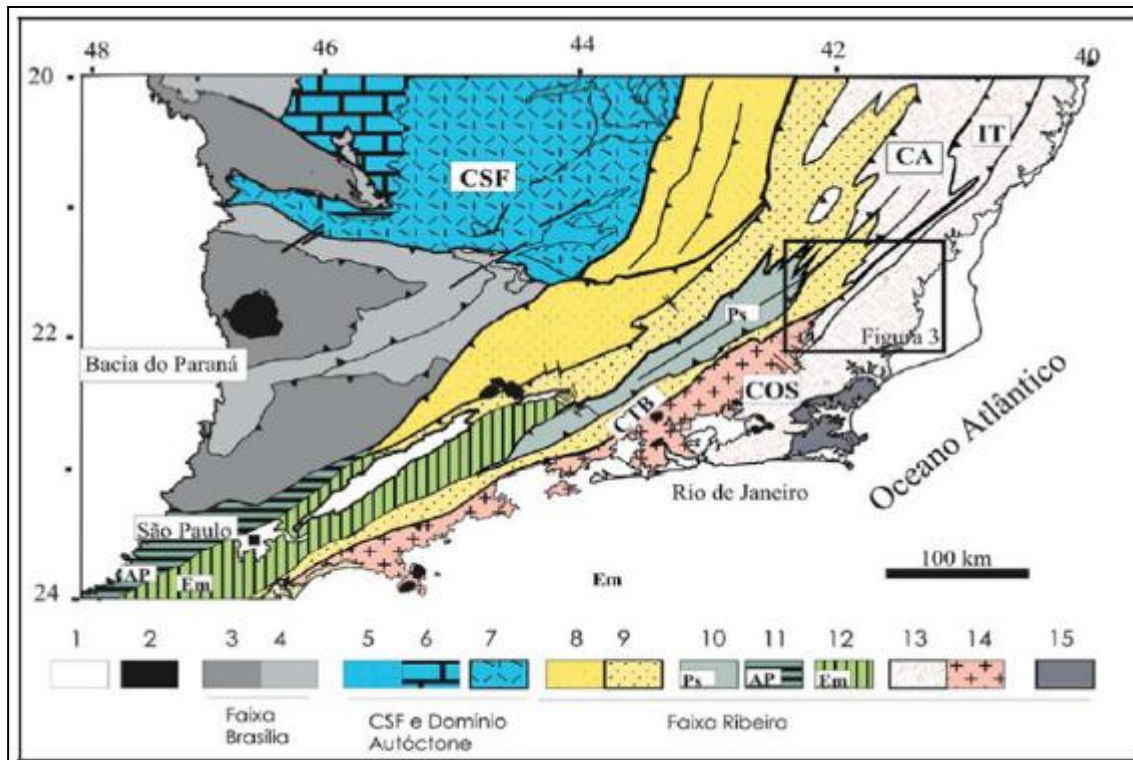 48 46 44 42 40
20
CSF
CA
IT
Ps
22
Figura 3
Bacia do Paraná
CTB
COS
Oceano Atlântico
Rio de Janeiro
São Paulo
AP
Em
Em
100 km
24
1 2 3 4 5 6 7 8 9 10 11 12 13 14 15
Ps AP Em
Faixa
Brasília
CSF e Domínio
Autóctone
Faixa Ribeira